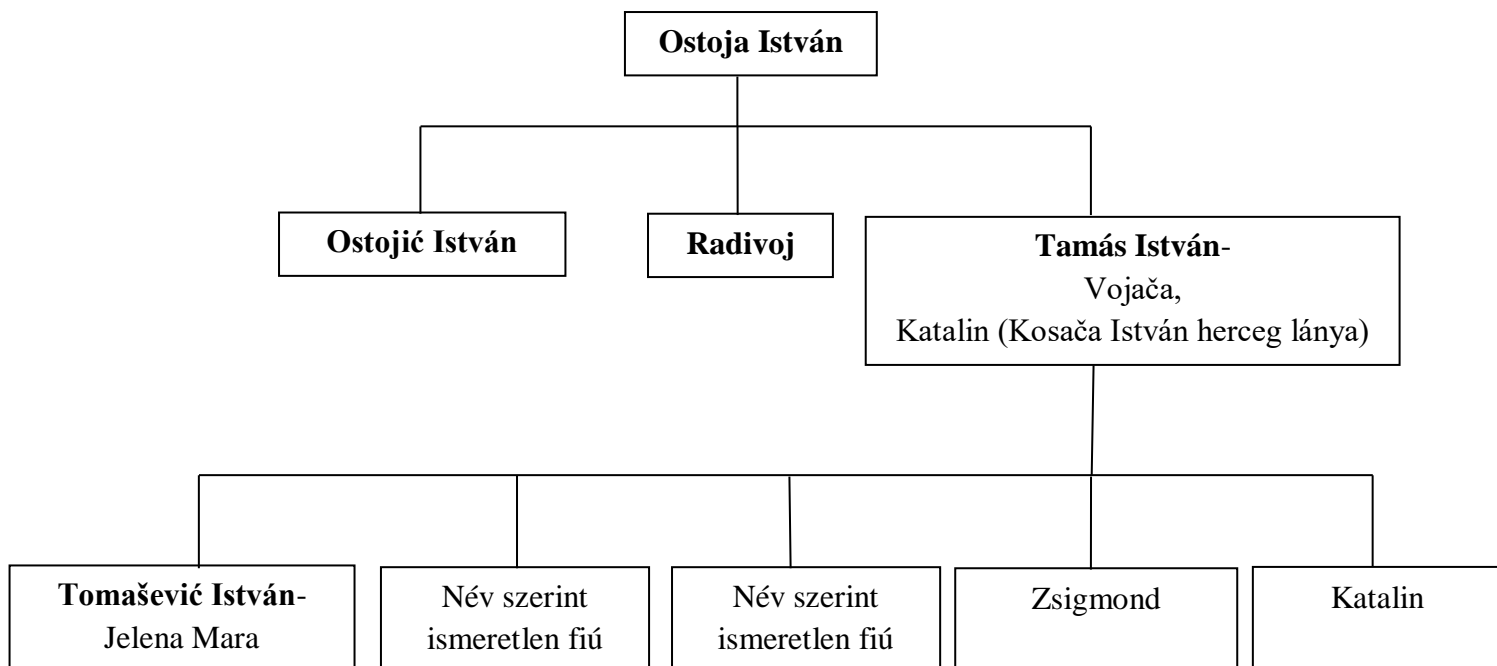 Ostoja István
Ostojić István
Radivoj
Tamás István-
Vojača,
Katalin (Kosača István herceg lánya)
Tomašević István-
Jelena Mara
Név szerint
ismeretlen fiú
Név szerint
ismeretlen fiú
Zsigmond
Katalin